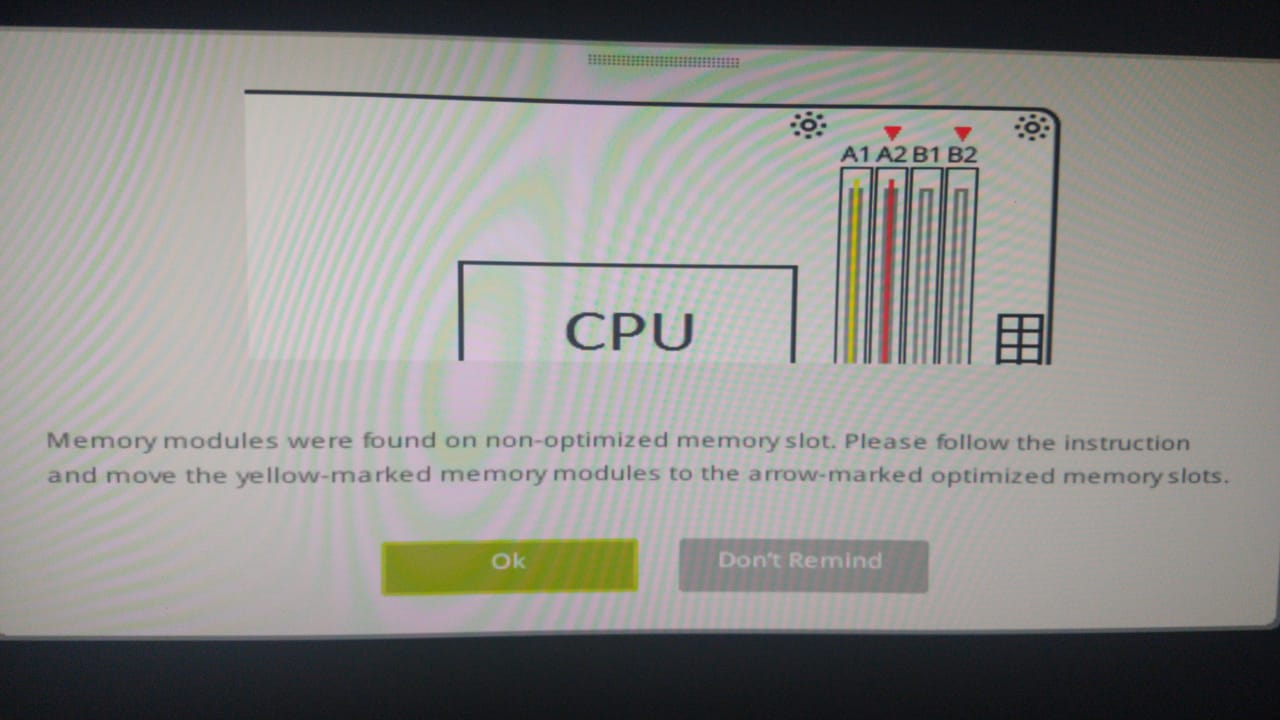 A1 A2 B1 B2
CPU
Memory modules were found on non-optimized memory slot. Please follow the instruction
and move the yellow-marked memory modules to the arrow-marked optimized memory slots.
Ok Don't Remind